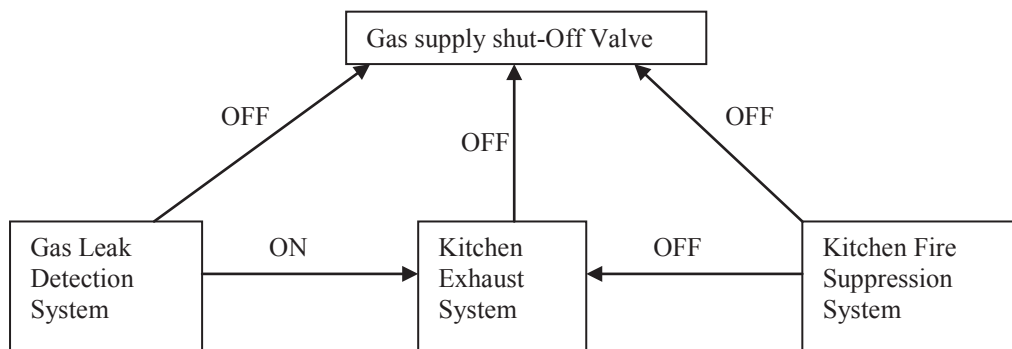 Gas supply shut-Off Valve
OFF
OFF
OFF
Gas Leak
Detection
System
ON
Kitchen
Exhaust
System
OFF
Kitchen Fire
Suppression
System